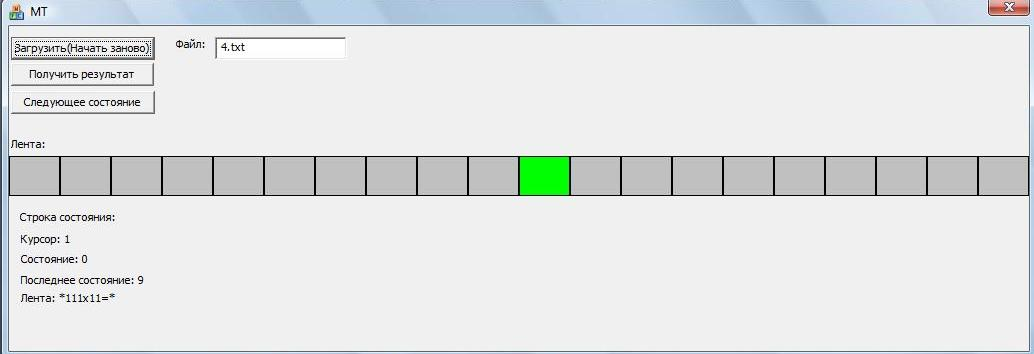 МТ
Загрузить(Начать заново)
Файл: 4.txt
Получить результат
Следующее состояние
Лента:
Строка состояния:
Курсор: 1
Состояние: 0
Последнее состояние: 9
Лента: *111x11=*